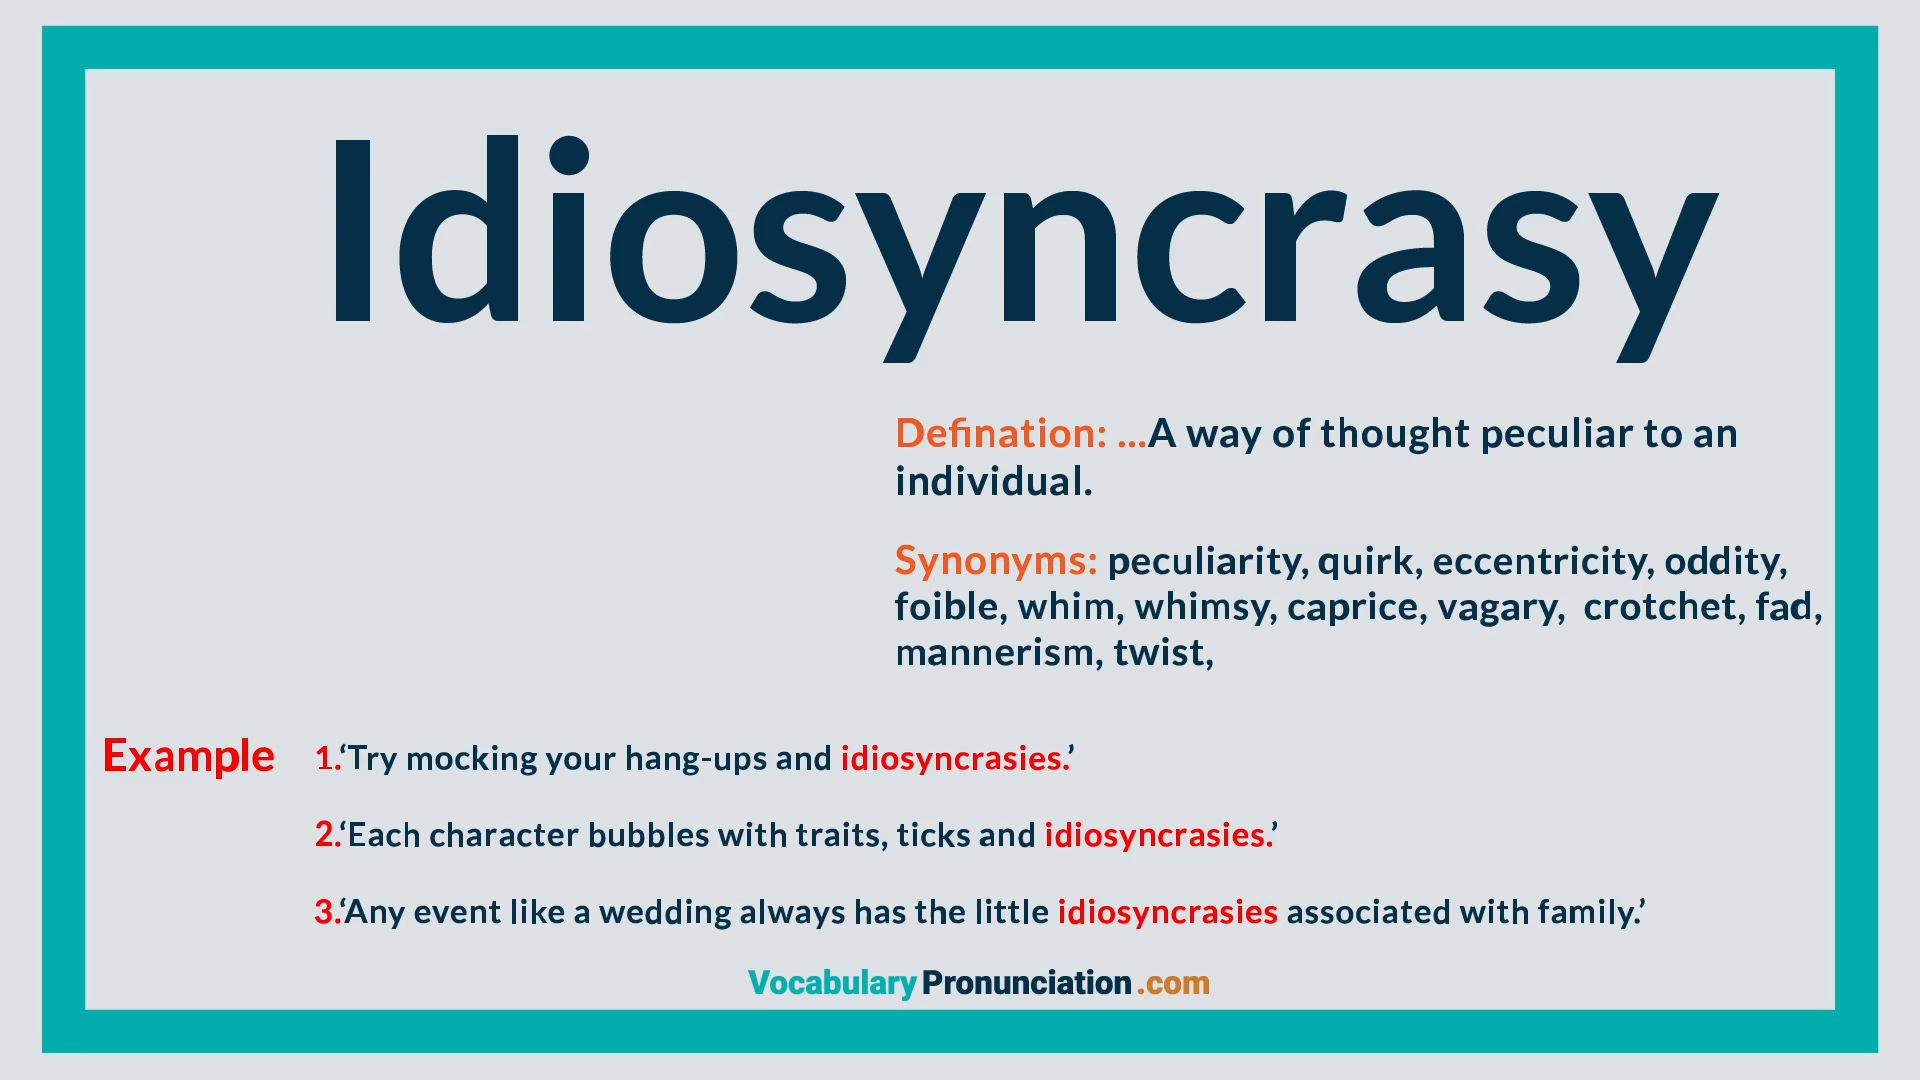 Idiosyncrasy
Defination: ...A way of thought peculiar to an
individual.
Synonyms: peculiarity, quirk, eccentricity, oddity,
foible, whim, whimsy, caprice, vagary,  crotchet, fad,
mannerism, twist,
Example 1.‘Try mocking your hang-ups and idiosyncrasies.’
2.‘Each character bubbles with traits, ticks and idiosyncrasies.’
3.‘Any event like a wedding always has the little idiosyncrasies associated with family.’
VocabularyPronunciation.com